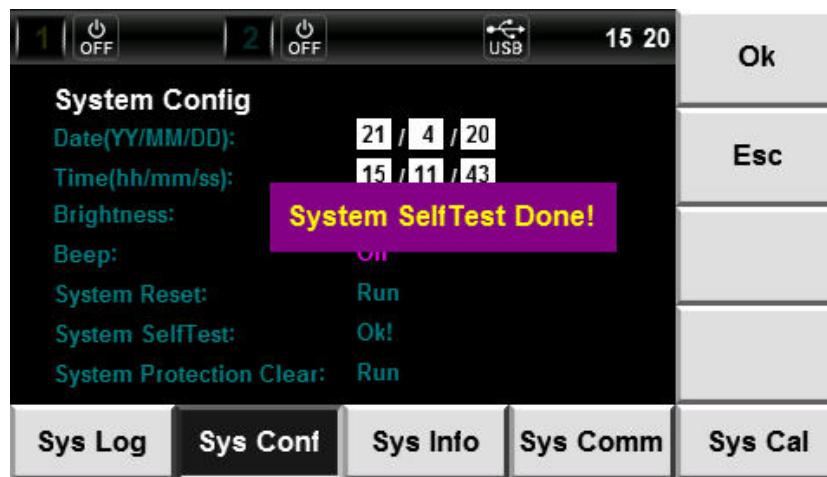 1 OFF 2 OFF USB 15 20
Ok
System Config
Date(YY/MM/DD): 21 / 4 / 20
Esc
Time(hh/mm/ss): 15 / 11 / 43
Brightness:
System SelfTest Done!
Beep:
System Reset: Run
System SelfTest: Ok!
System Protection Clear: Run
Sys Log Sys Conf Sys Info Sys Comm Sys Cal